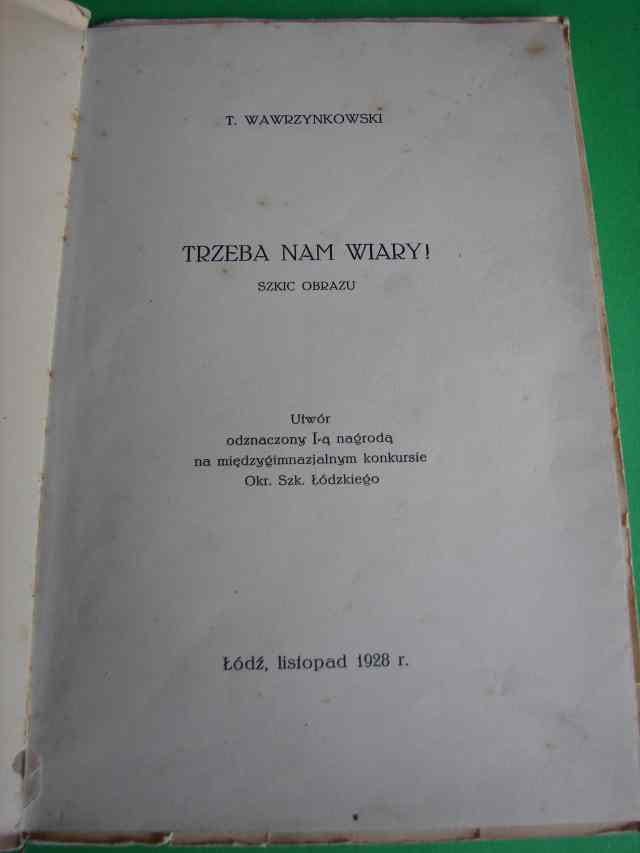 T. WAWRZYNKOWSKI
TRZEBA NAM WIARY!
SZKIC OBRAZU
Utwór
odznaczony I-ą nagrodą
na międzygimnazjalnym konkursie
Okr. Szk. Łódzkiego
Łódź, listopad 1928 r.